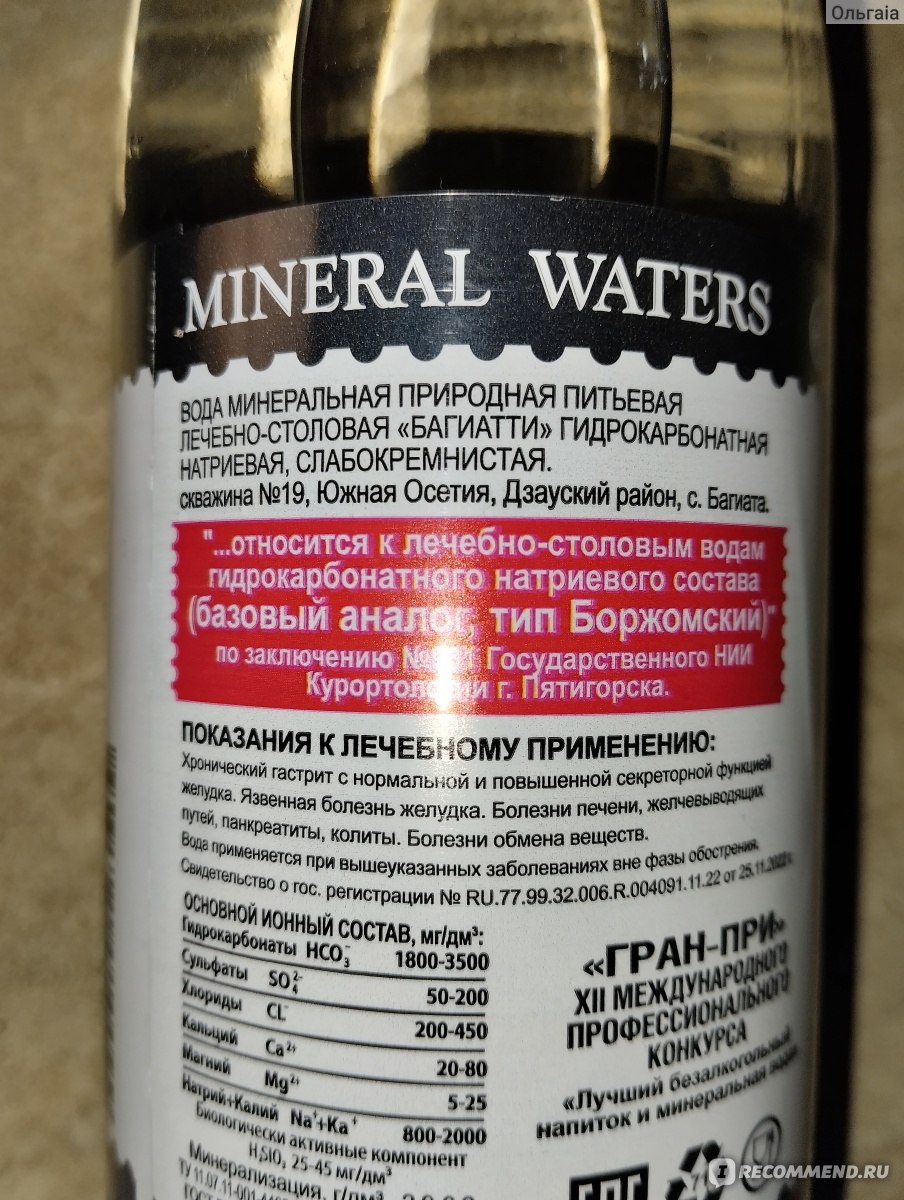 Ольгаia
MINERAL WATERS
ВОДА МИНЕРАЛЬНАЯ ПРИРОДНАЯ ПИТЬЕВАЯ
ЛЕЧЕБНО-СТОЛОВАЯ «БАГИАТТИ» ГИДРОКАРБОНАТНАЯ
НАТРИЕВАЯ, СЛАБОКРЕМНИСТАЯ.
скважина №19, Южная Осетия, Дзауский район, с. Багиата.
"...относится к лечебно-столовым водам
гидрокарбонатного натриевого состава
(базовый аналог, тип Боржомский)"
по заключению Государственного НИИ
Курортологии г. Пятигорска.
ПОКАЗАНИЯ К ЛЕЧЕБНОМУ ПРИМЕНЕНИЮ:
Хронический гастрит с нормальной и повышенной секреторной функцией
желудка. Язвенная болезнь желудка. Болезни печени, желчевыводящих
путей, панкреатиты, колиты. Болезни обмена веществ.
Вода применяется при вышеуказанных заболеваниях вне фазы обострения.
Свидетельство о гос. регистрации № RU.77.99.32.006.R.004091.11.22 от
ОСНОВНОЙ ИОННЫЙ СОСТАВ, мг/дм³:
Гидрокарбонаты HCO₃⁻ 1800-3500
Сульфаты SO₄²⁻ 50-200
Хлориды CL⁻ 200-450
Кальций Ca²⁺ 20-80
Магний Mg²⁺ 5-25
Натрий+Калий Na⁺+Ka⁺ 800-2000
Биологически активные компонент
H₂SIO₃ 25-45 мг/дм³
Минерализация, г/дм³
«ГРАН-ПРИ»
XII МЕЖДУНАРОДНОГО
ПРОФЕССИОНАЛЬНОГО
КОНКУРСА
«Лучший безалкогольный
напиток и минеральная вода
IRECOMMEND.RU